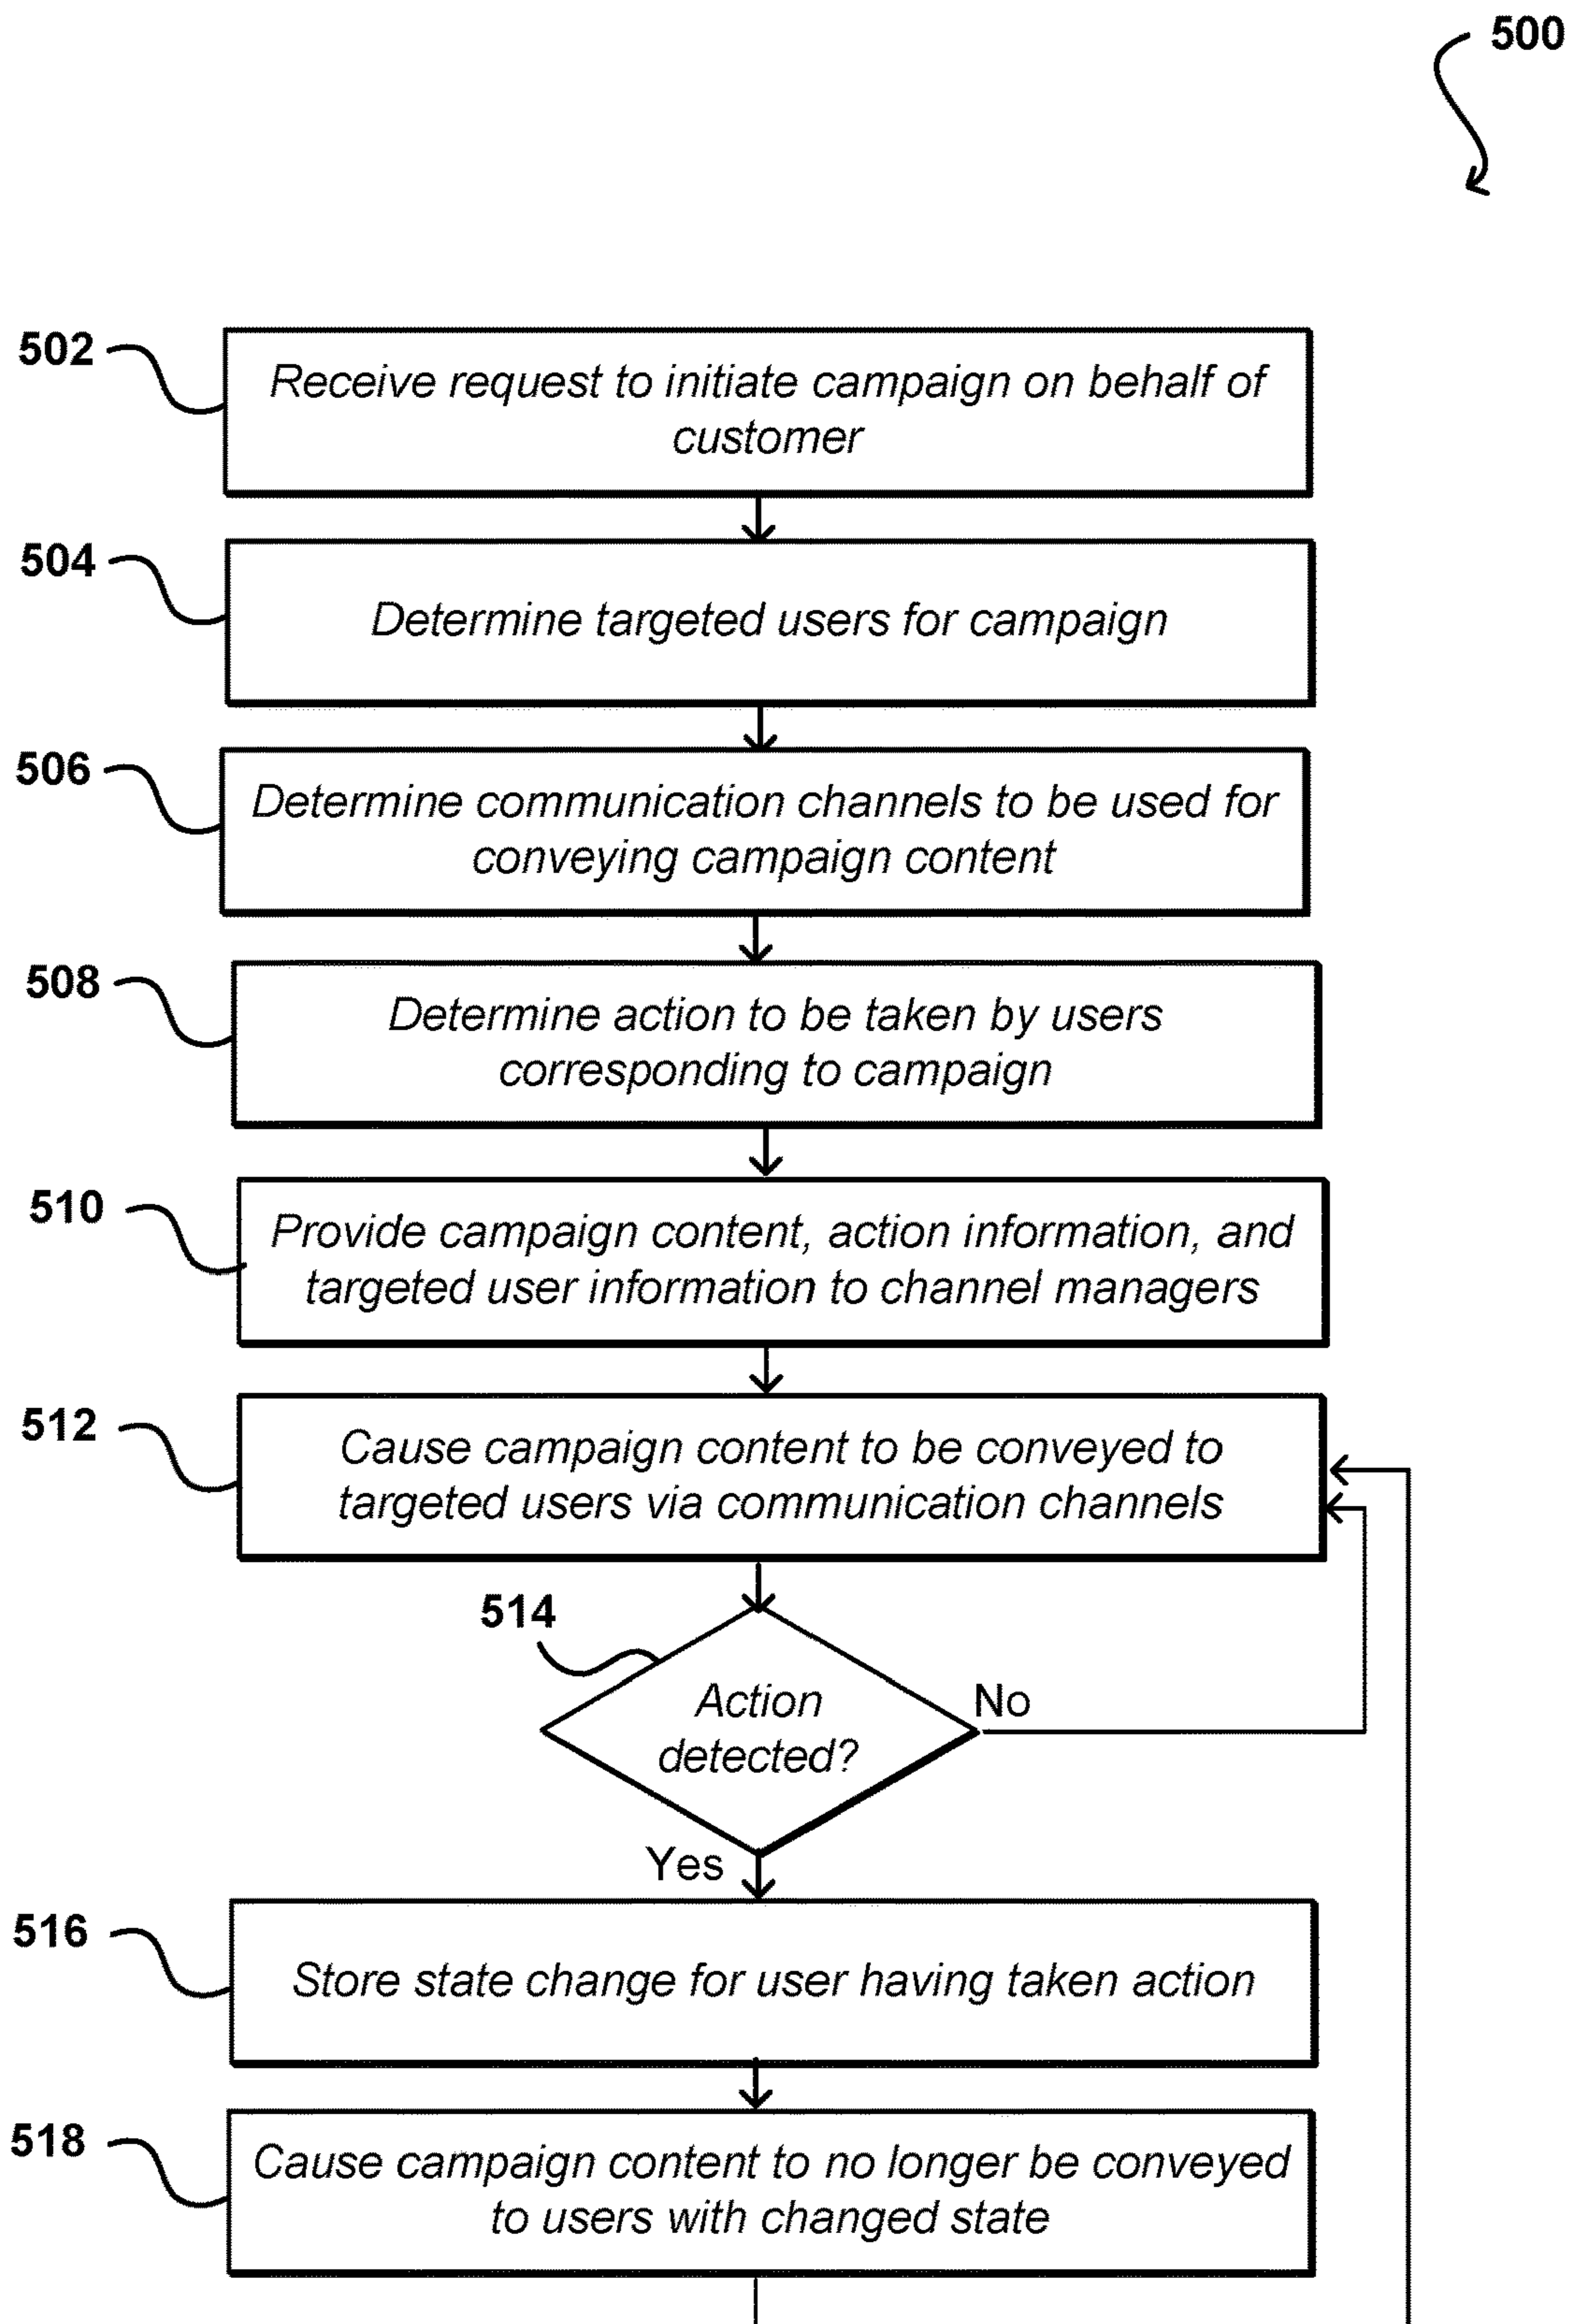 500
502
Receive request to initiate campaign on behalf of
customer
504
Determine targeted users for campaign
506
Determine communication channels to be used for
conveying campaign content
508
Determine action to be taken by users
corresponding to campaign
510
Provide campaign content, action information, and
targeted user information to channel managers
512
Cause campaign content to be conveyed to
targeted users via communication channels
514
Action
detected?
No
Yes
516
Store state change for user having taken action
518
Cause campaign content to no longer be conveyed
to users with changed state